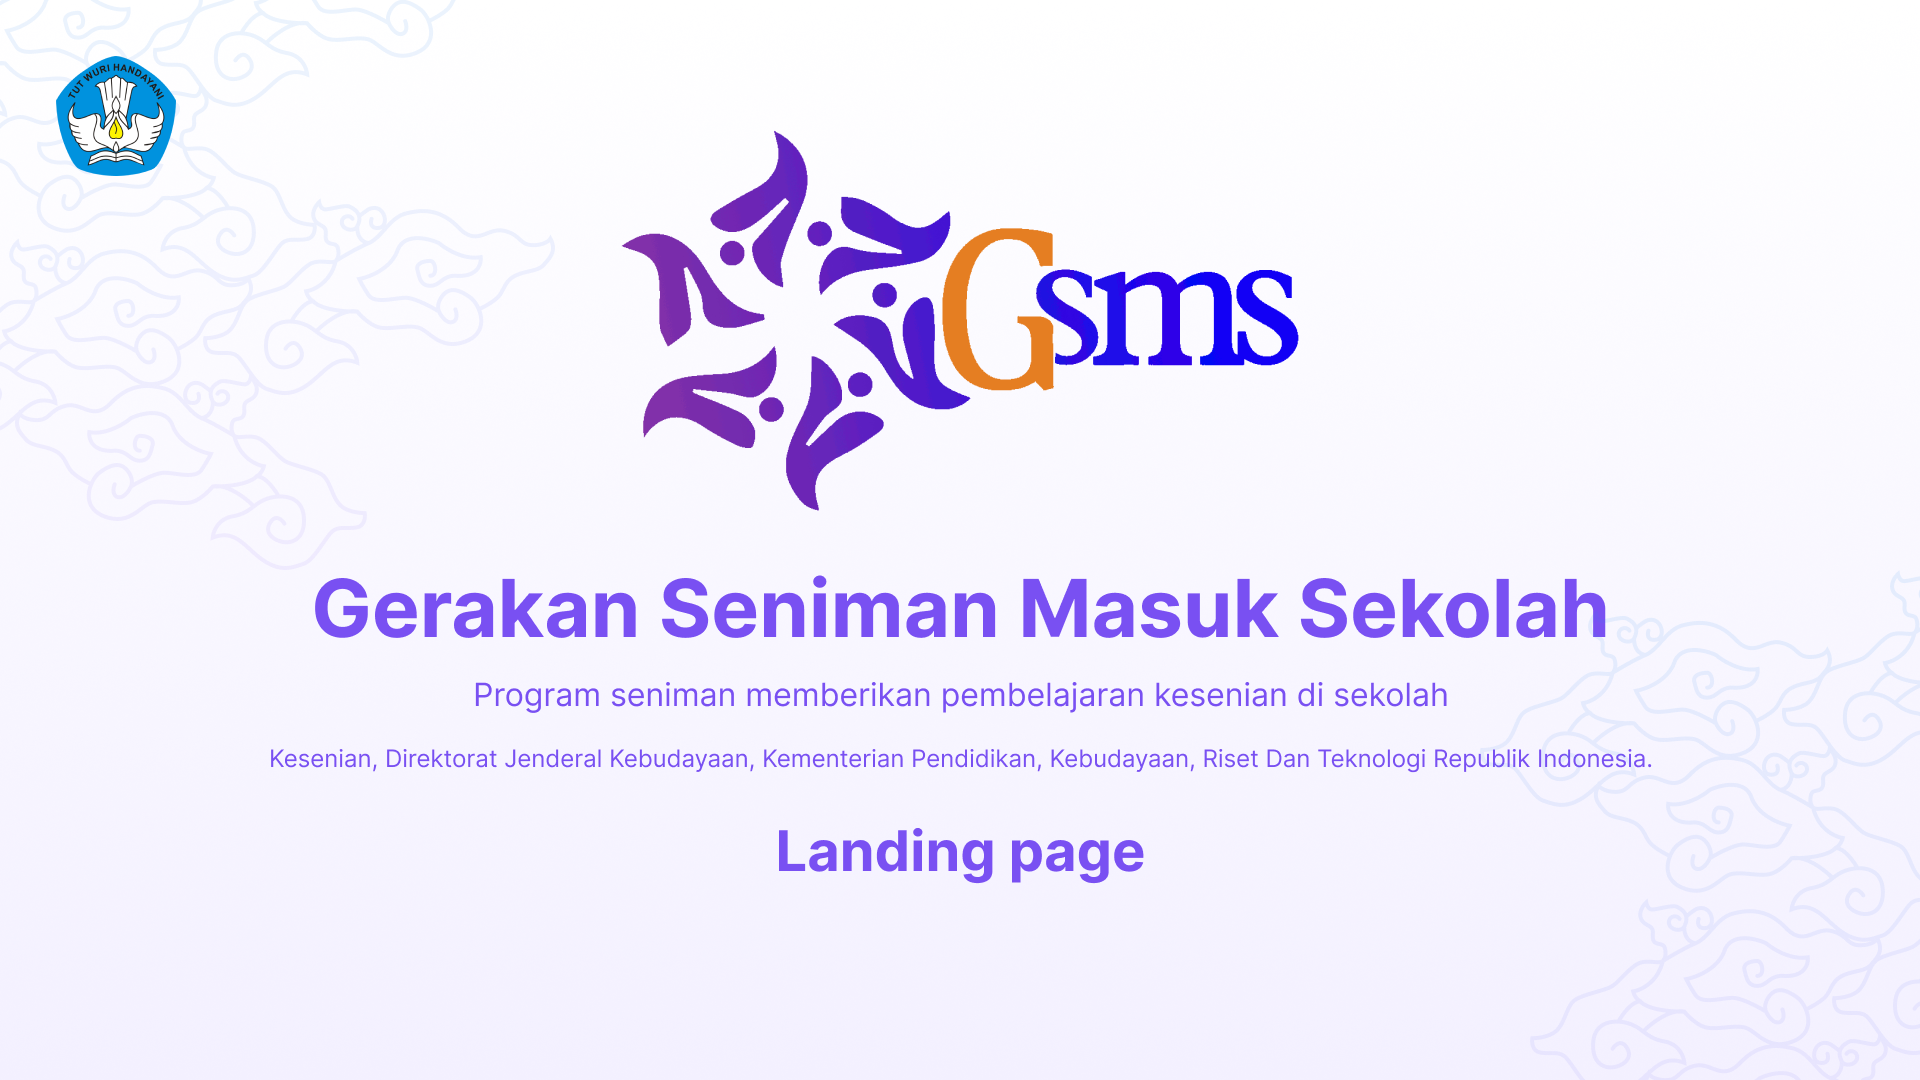 TUT WURI HANDAYANI
Gsms
Gerakan Seniman Masuk Sekolah
Program seniman memberikan pembelajaran kesenian di sekolah
Kesenian, Direktorat Jenderal Kebudayaan, Kementerian Pendidikan, Kebudayaan, Riset Dan Teknologi Republik Indonesia.
Landing page